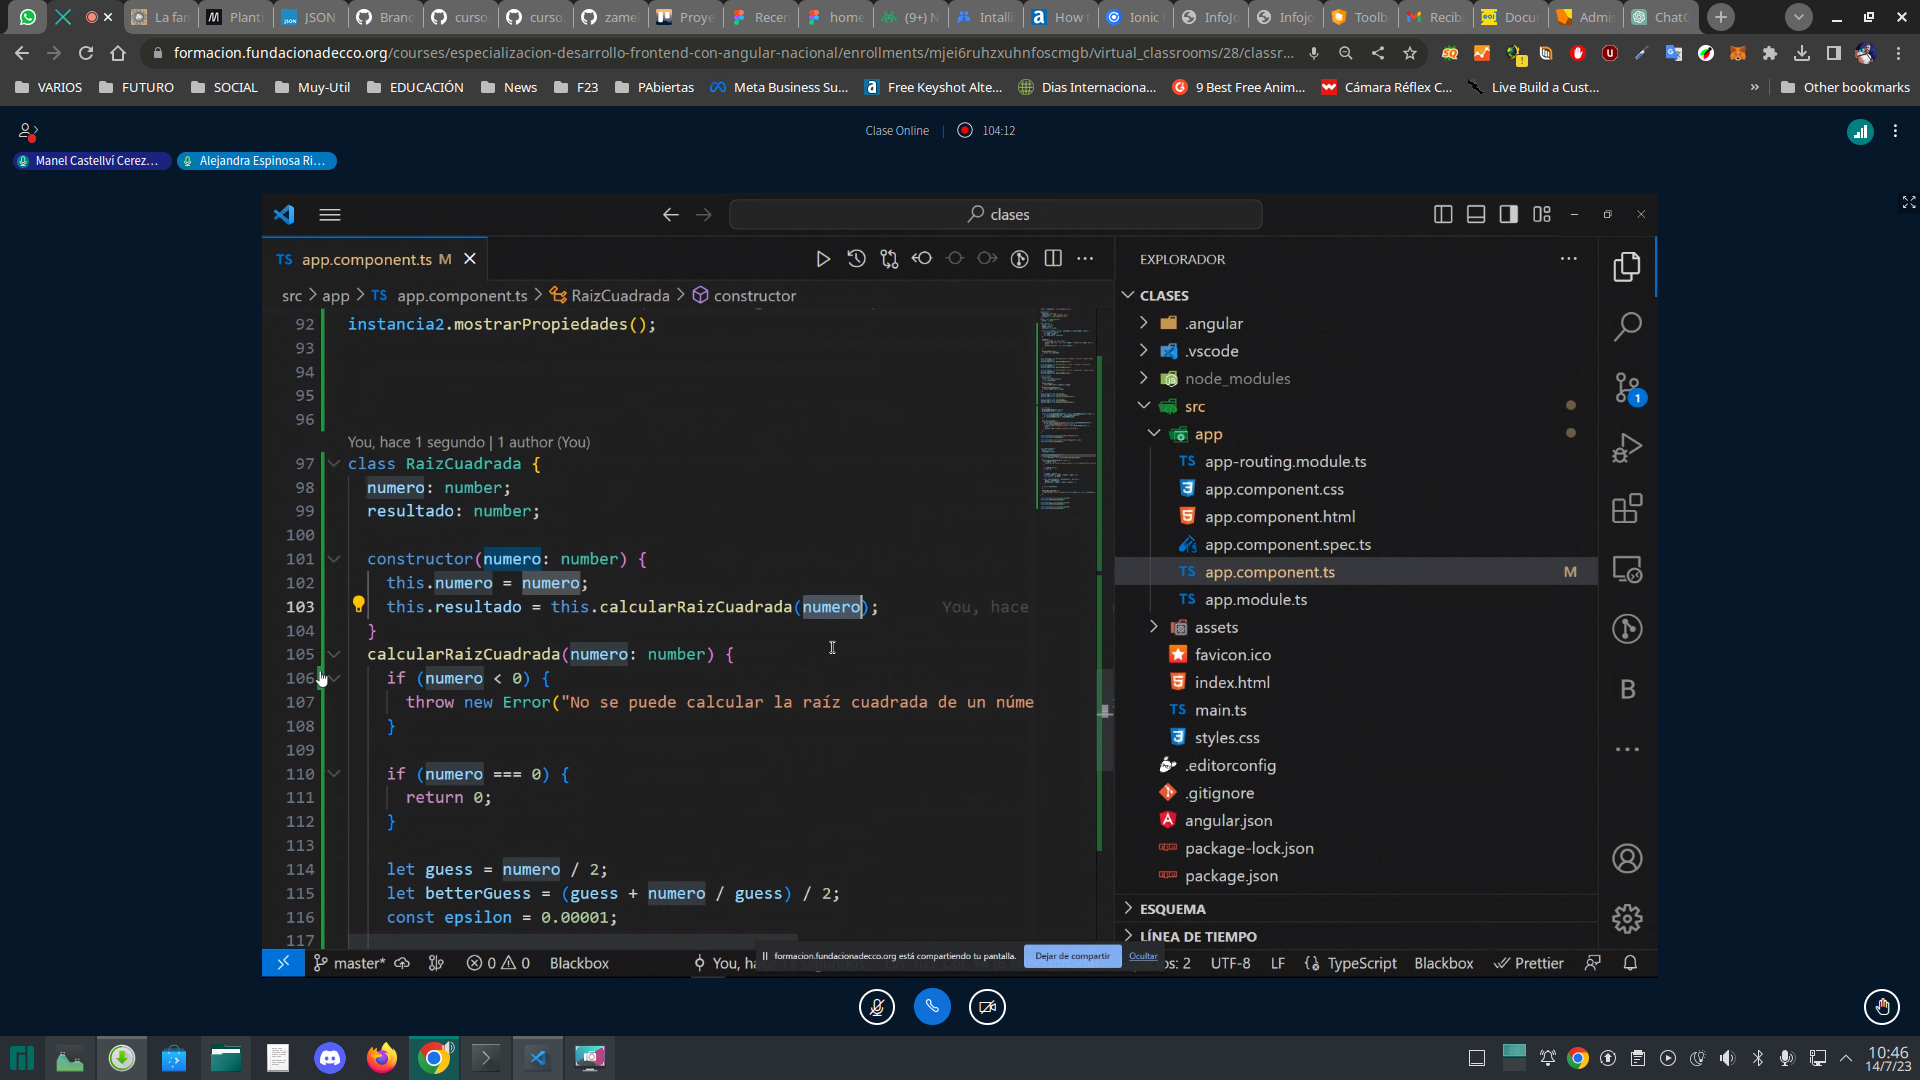 La fan
Planti
JSON
Branc
curso
curso
zamel
Proye
Recen
home
(9+) N
Intalli
How t
Ionic
InfoJo
Infojo
Toolb
Recib
Docu
Admi
ChatG
formacion.fundacionadecco.org/courses/especializacion-desarrollo-frontend-con-angular-nacional/enrollments/mjei6ruhzxuhnfoscmgb/virtual_classrooms/28/classr...
VARIOS
FUTURO
SOCIAL
Muy-Util
EDUCACIÓN
News
F23
PAbiertas
Meta Business Su...
Free Keyshot Alte...
Dias Internaciona...
9 Best Free Anim...
Cámara Réflex C...
Live Build a Cust...
»
Other bookmarks
Clase Online | 104:12
Manel Castellví Cerez...
Alejandra Espinosa Ri...
clases
TS app.component.ts M
src > app > TS app.component.ts > RaizCuadrada > constructor
92 instancia2.mostrarPropiedades();
93
94
95
96
You, hace 1 segundo | 1 author (You)
97 class RaizCuadrada {
98 numero: number;
99 resultado: number;
100
101 constructor(numero: number) {
102 this.numero = numero;
103 this.resultado = this.calcularRaizCuadrada(numero); You, hace
104 }
105 calcularRaizCuadrada(numero: number) {
106 if (numero < 0) {
107 throw new Error("No se puede calcular la raíz cuadrada de un núme
108 }
109
110 if (numero === 0) {
111 return 0;
112 }
113
114 let guess = numero / 2;
115 let betterGuess = (guess + numero / guess) / 2;
116 const epsilon = 0.00001;
117
EXPLORADOR
CLASES
.angular
.vscode
node_modules
src
app
TS app-routing.module.ts
app.component.css
app.component.html
app.component.spec.ts
TS app.component.ts M
TS app.module.ts
assets
favicon.ico
index.html
TS main.ts
styles.css
.editorconfig
.gitignore
angular.json
package-lock.json
package.json
ESQUEMA
LÍNEA DE TIEMPO
1
B
master*
0 0
Blackbox
You, h
formacion.fundacionadecco.org está compartiendo tu pantalla.
Dejar de compartir
Ocultar
os: 2
UTF-8
LF
TypeScript
Blackbox
Prettier
10:46
14/7/23